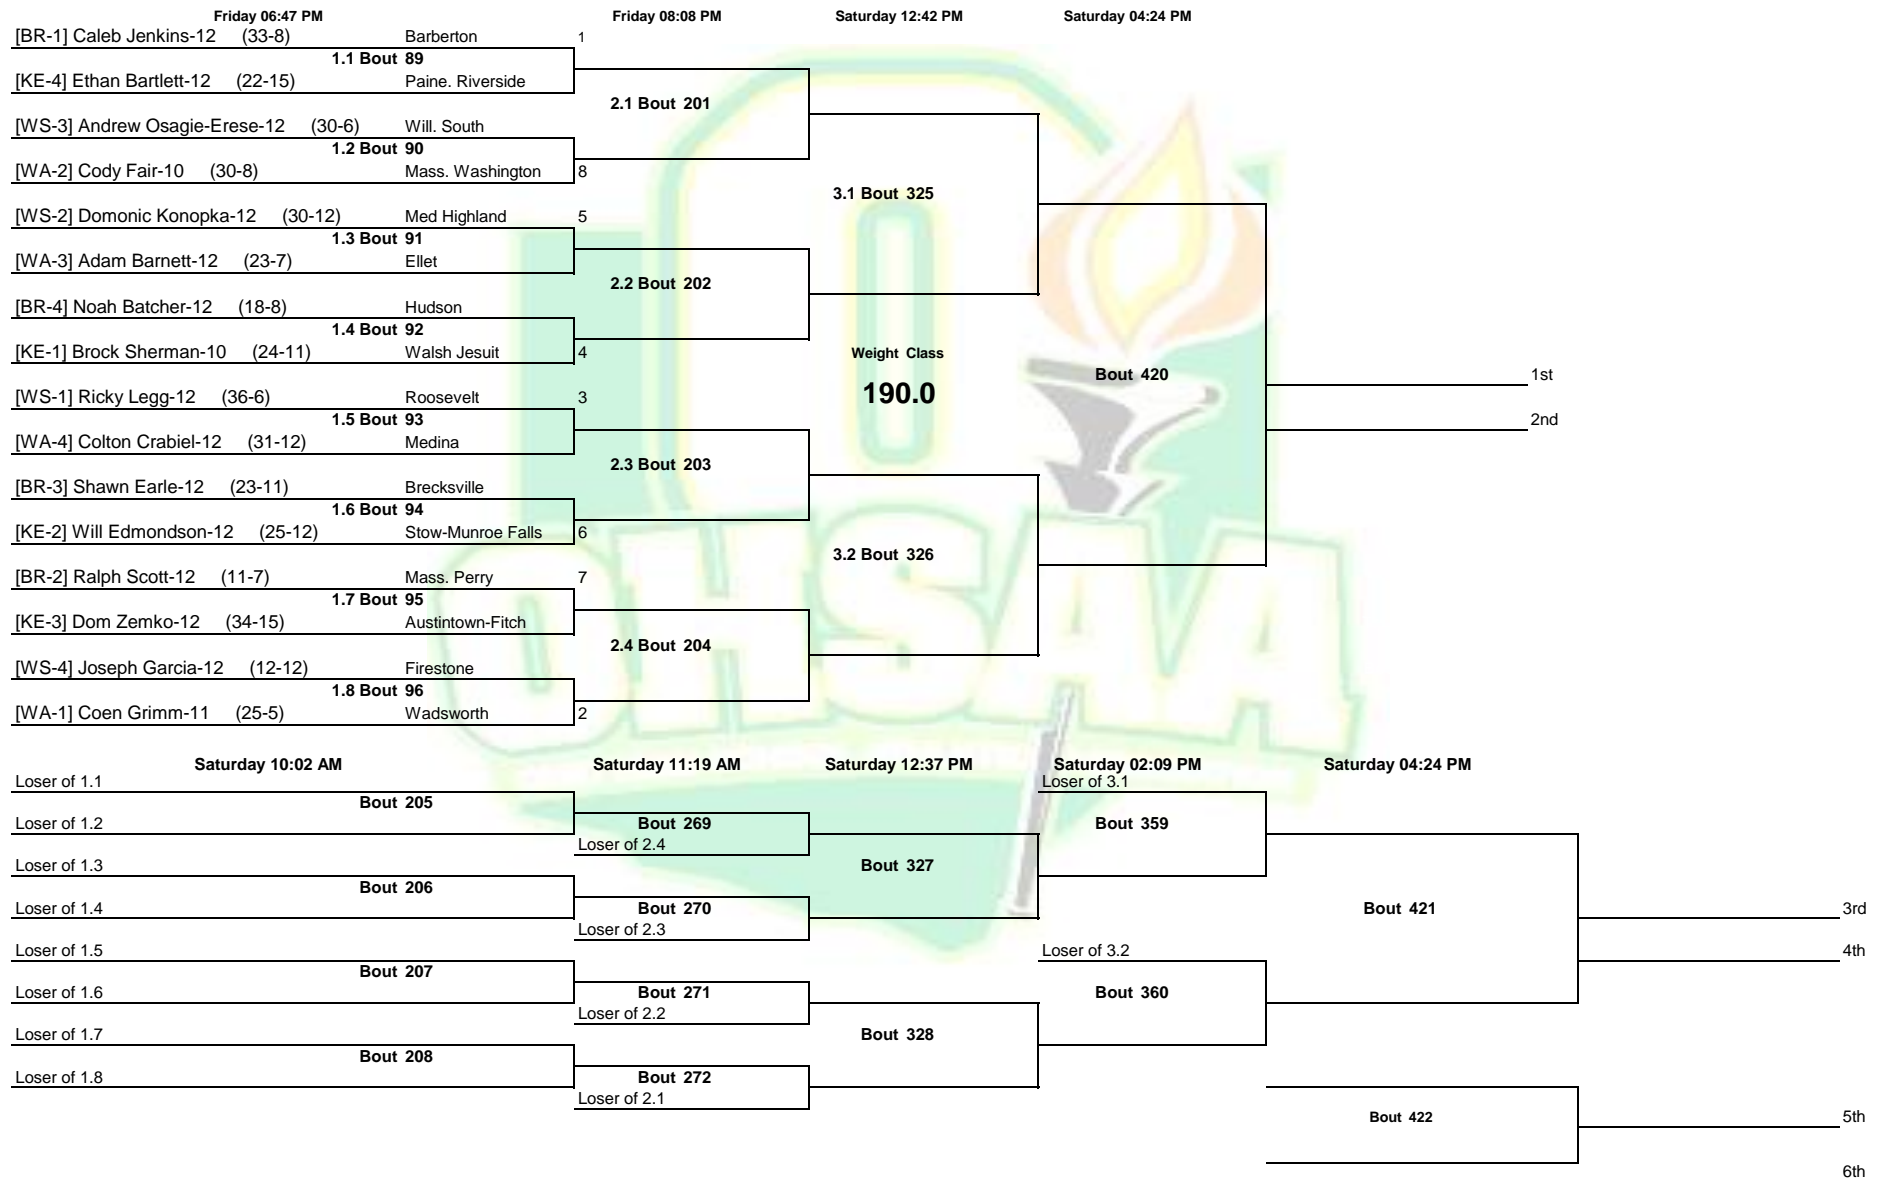 Friday 06:47 PM Friday 08:08 PM Saturday 12:42 PM Saturday 04:24 PM
[BR-1] Caleb Jenkins-12 (33-8) Barberton 1
1.1 Bout 89
[KE-4] Ethan Bartlett-12 (22-15) Paine. Riverside
2.1 Bout 201
[WS-3] Andrew Osagie-Erese-12 (30-6) Will. South
1.2 Bout 90
[WA-2] Cody Fair-10 (30-8) Mass. Washington 8
3.1 Bout 325
[WS-2] Domonic Konopka-12 (30-12) Med Highland 5
1.3 Bout 91
[WA-3] Adam Barnett-12 (23-7) Ellet
2.2 Bout 202
[BR-4] Noah Batcher-12 (18-8) Hudson
1.4 Bout 92
[KE-1] Brock Sherman-10 (24-11) Walsh Jesuit 4
Weight Class
Bout 420 1st
190.0
[WS-1] Ricky Legg-12 (36-6) Roosevelt 3
1.5 Bout 93 2nd
[WA-4] Colton Crabiel-12 (31-12) Medina
2.3 Bout 203
[BR-3] Shawn Earle-12 (23-11) Brecksville
1.6 Bout 94
[KE-2] Will Edmondson-12 (25-12) Stow-Munroe Falls 6
3.2 Bout 326
[BR-2] Ralph Scott-12 (11-7) Mass. Perry 7
1.7 Bout 95
[KE-3] Dom Zemko-12 (34-15) Austintown-Fitch
2.4 Bout 204
[WS-4] Joseph Garcia-12 (12-12) Firestone
1.8 Bout 96
[WA-1] Coen Grimm-11 (25-5) Wadsworth 2
OHSAA
Saturday 10:02 AM Saturday 11:19 AM Saturday 12:37 PM Saturday 02:09 PM Saturday 04:24 PM
Loser of 1.1 Loser of 3.1
Bout 205
Loser of 1.2 Bout 269 Bout 359
Loser of 2.4
Loser of 1.3 Bout 327
Bout 206
Loser of 1.4 Bout 270 Bout 421 3rd
Loser of 2.3
Loser of 1.5 Loser of 3.2 4th
Bout 207
Loser of 1.6 Bout 271 Bout 360
Loser of 2.2
Loser of 1.7 Bout 328
Bout 208
Loser of 1.8 Bout 272
Loser of 2.1
Bout 422 5th
6th